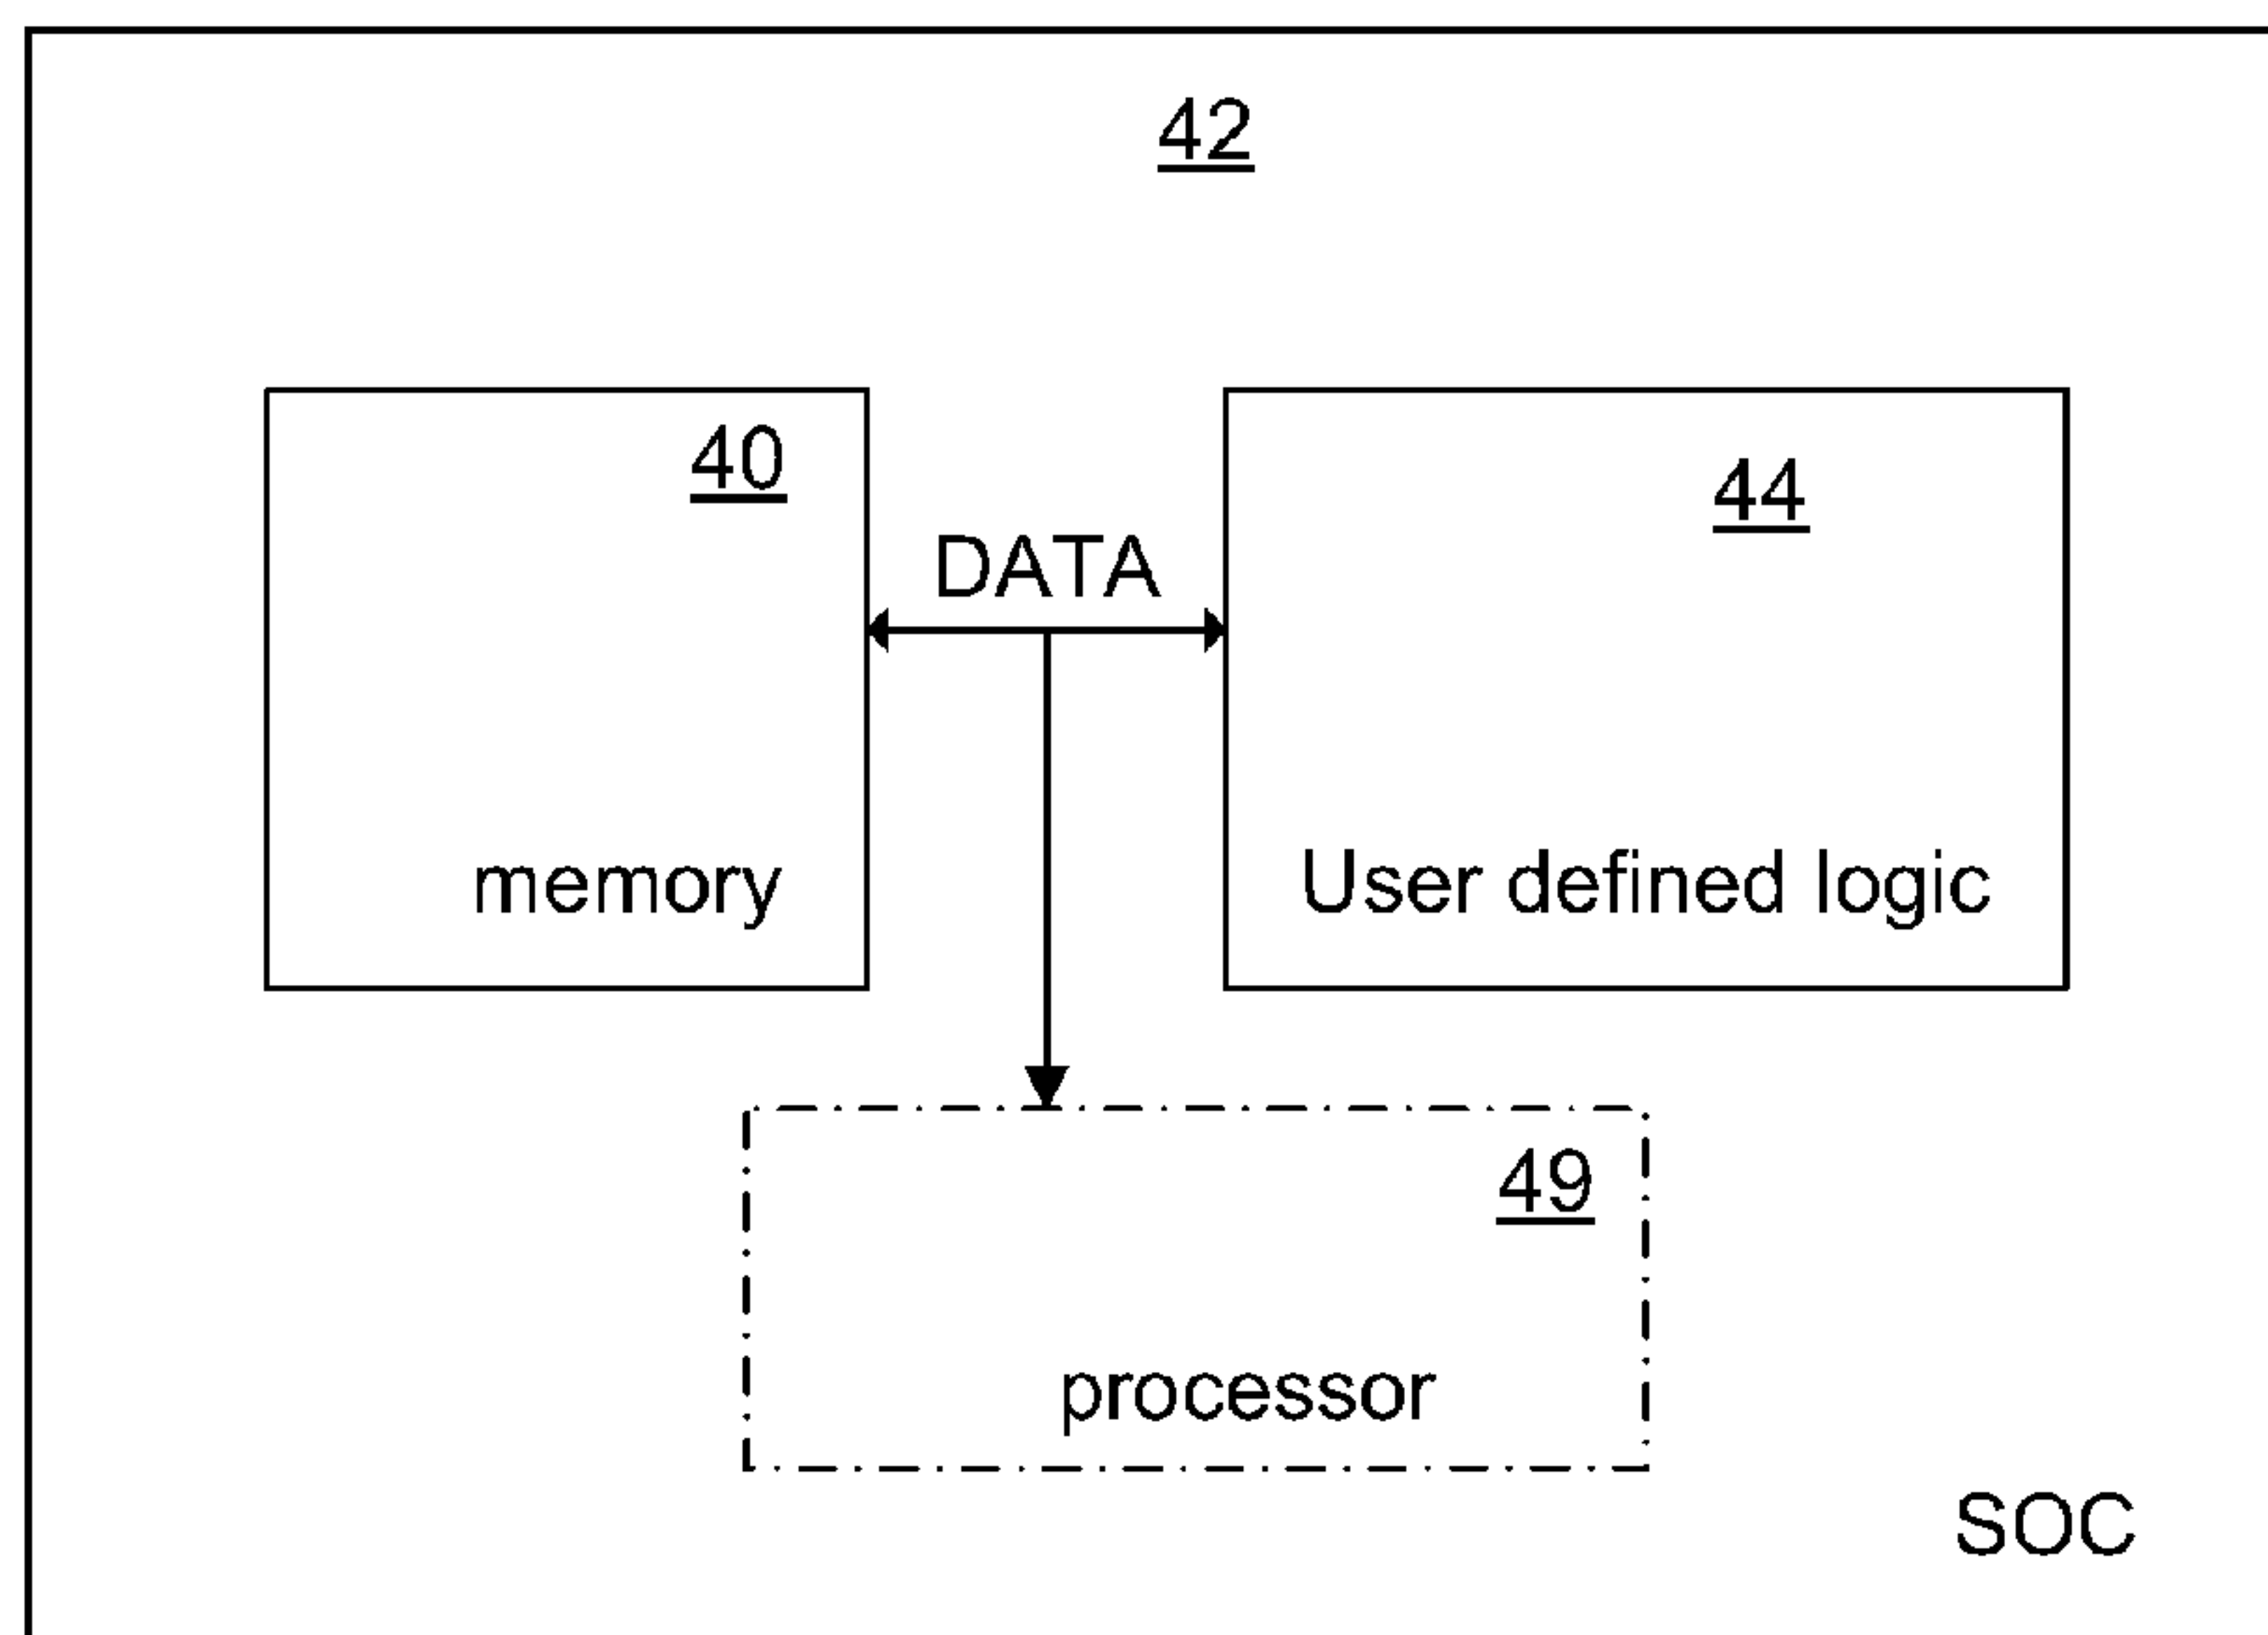 42
40
44
DATA
memory
User defined logic
49
processor
SOC